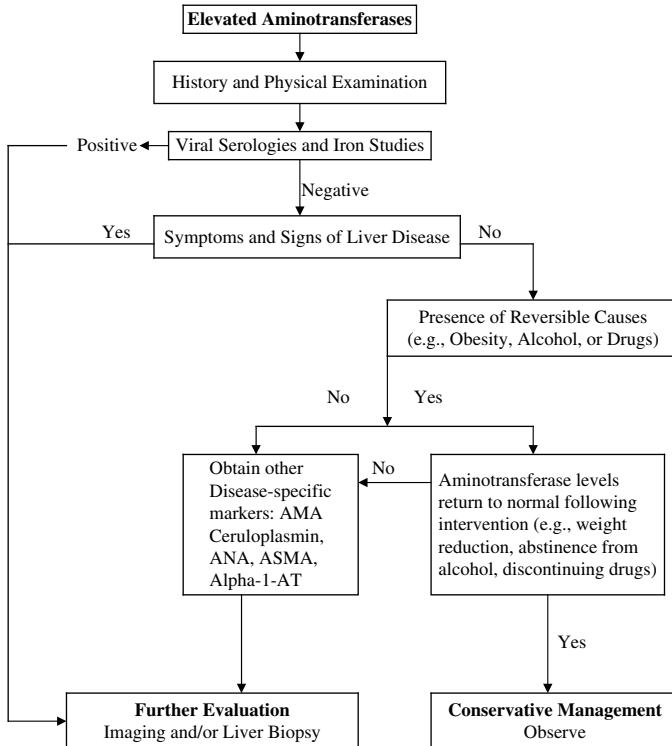 Elevated Aminotransferases
History and Physical Examination
Positive
Viral Serologies and Iron Studies
Negative
Yes
Symptoms and Signs of Liver Disease
No
Presence of Reversible Causes
(e.g., Obesity, Alcohol, or Drugs)
No
Yes
Obtain other
Disease-specific
markers: AMA
Ceruloplasmin,
ANA, ASMA,
Alpha-1-AT
No
Aminotransferase levels
return to normal following
intervention (e.g., weight
reduction, abstinence from
alcohol, discontinuing drugs)
Yes
Further Evaluation
Imaging and/or Liver Biopsy
Conservative Management
Observe